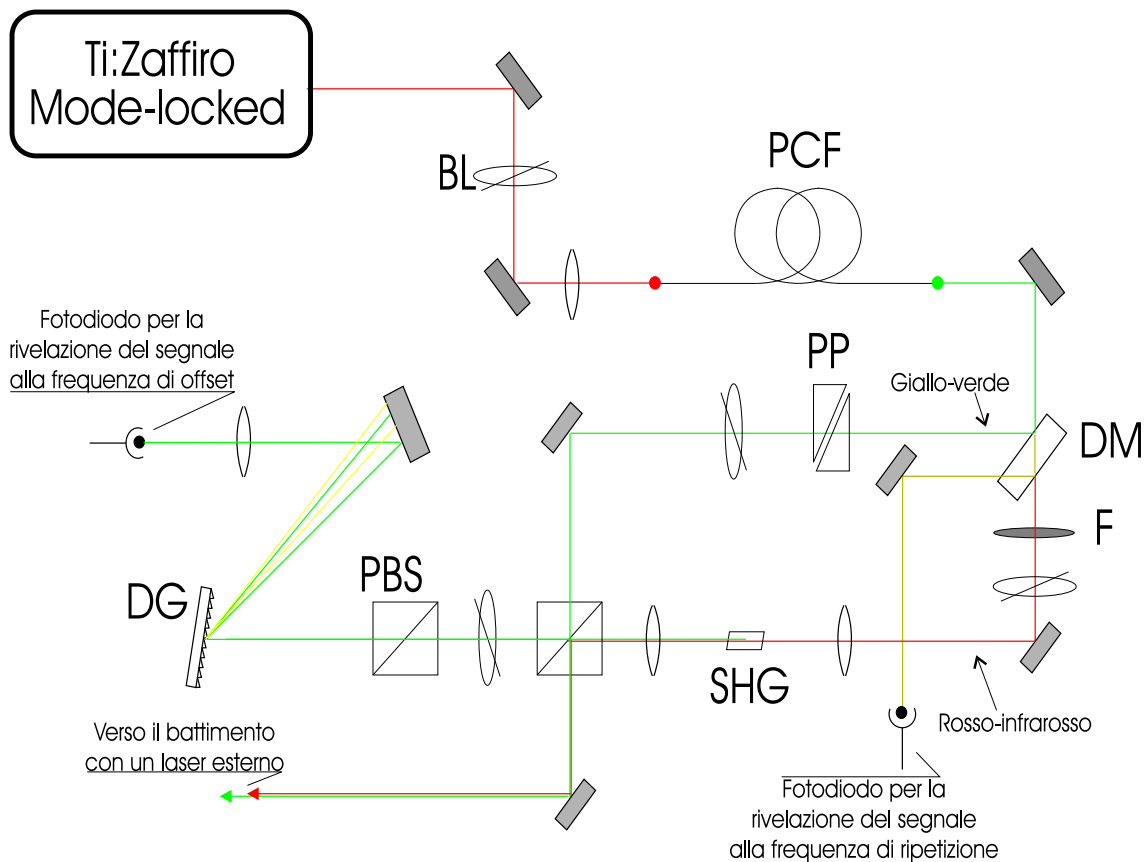 Ti:Zaffiro
Mode-locked
BL
PCF
Fotodiodo per la
rivelazione del segnale
alla frequenza di offset
PP
Giallo-verde
DM
F
PBS
DG
SHG
Rosso-infrarosso
Verso il battimento
con un laser esterno
Fotodiodo per la
rivelazione del segnale
alla frequenza di ripetizione